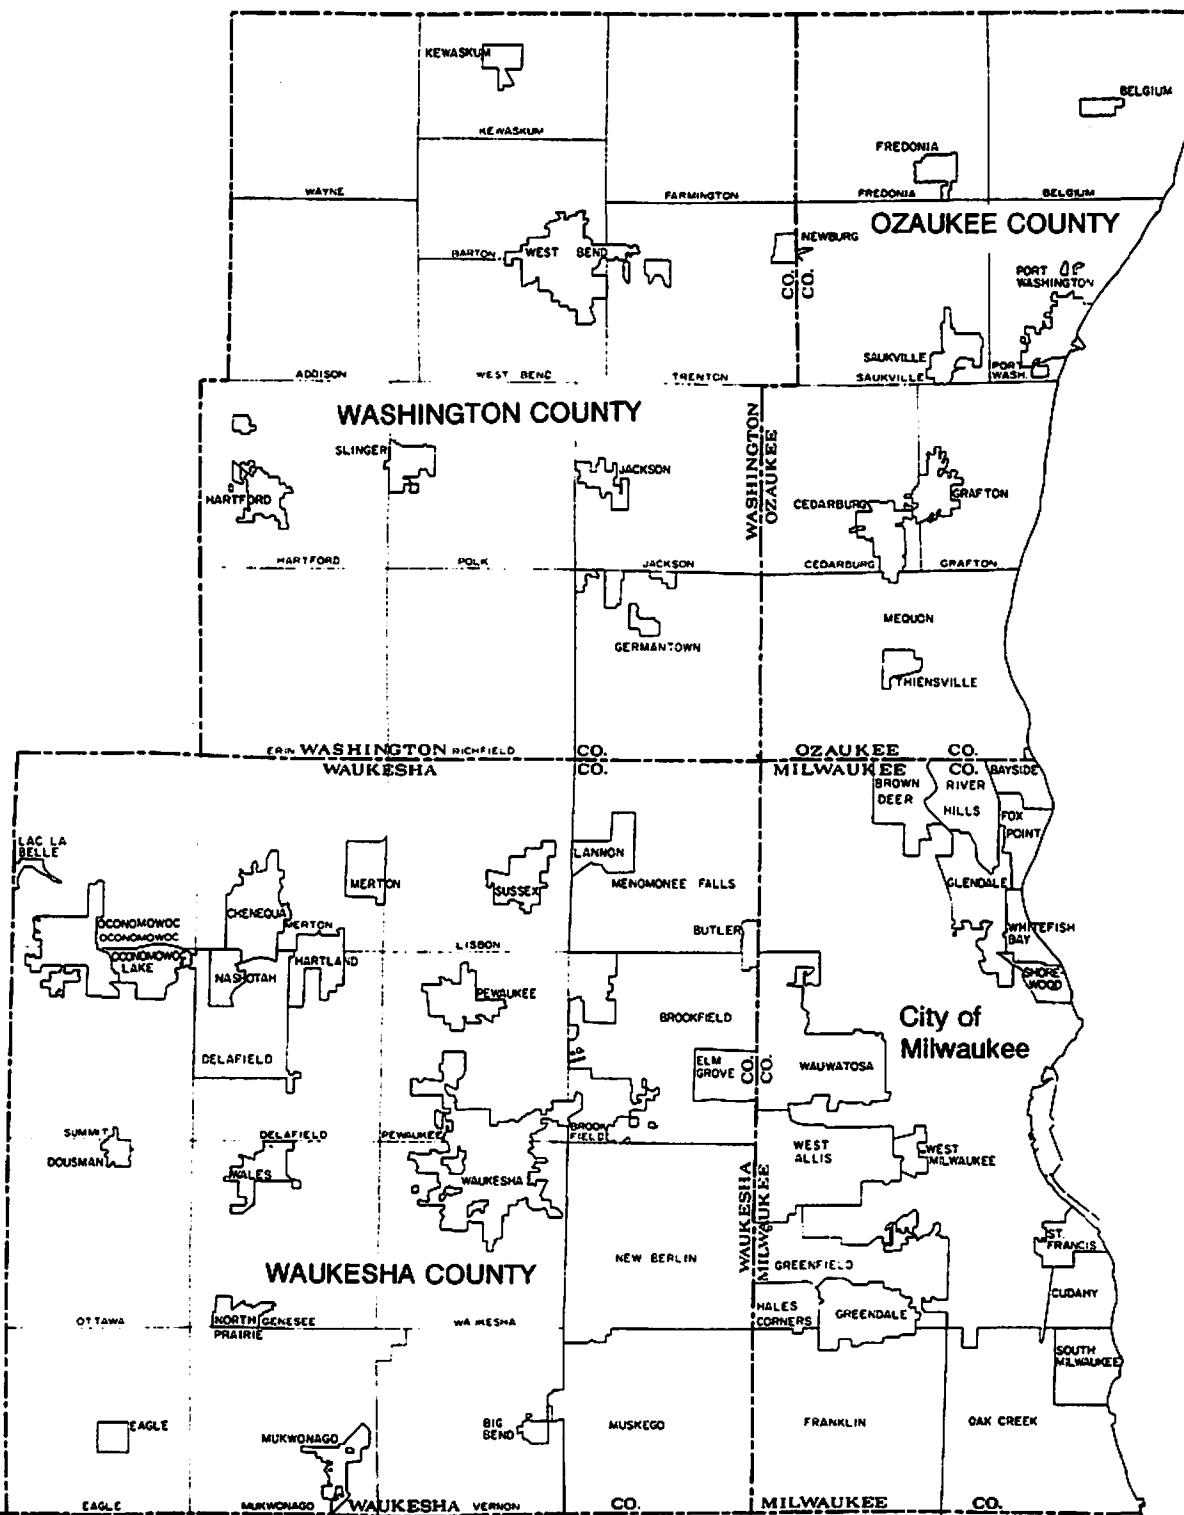 KEWASKUM
BELGIUM
KEWASKUM
FREDONIA
WAYNE
FARMINGTON
FREDONIA
BELGIUM
OZAUKEE COUNTY
BARTON
WEST BEND
NEWBURG
CO.
CO.
PORT
WASHINGTON
SAUKVILLE
PORT
WASH.
ADDISON
WEST BEND
TRENTON
SAUKVILLE
WASHINGTON COUNTY
WASHINGTON
OZAUKEE
SLINGER
JACKSON
HARTFORD
CEDARBURG
GRAFTON
HARTFORD
POLK
JACKSON
CEDARBURG
GRAFTON
MEQUON
GERMANTOWN
THIENSVILLE
ERIN
WASHINGTON
RICHFIELD
CO.
OZAUKEE
CO.
WAUKESHA
CO.
MILWAUKEE
CO.
BAYSIDE
BROWN
DEER
RIVER
HILLS
FOX
POINT
LAC LA
BELLE
MERTON
SUSSEX
LANNON
MENOMONEE FALLS
GLENDALE
CHENEQUA
OCONOMOWOC
MERTON
OCONOMOWOC
BUTLER
WHITEFISH
BAY
OCONOMOWOC
LAKE
NASHOTAH
HARTLAND
LISBON
SHORE
WOOD
PEWAUKEE
BROOKFIELD
City of
Milwaukee
DELAFIELD
ELM
GROVE
CO.
CO.
WAUWATOSA
SUMMIT
DOUSMAN
DELAFIELD
PEWAUKEE
BROOK
FIELD
WALES
WAUKESHA
WEST
ALLIS
WEST
MILWAUKEE
WAUKESHA
MILWAUKEE
NEW BERLIN
GREENFIELD
ST.
FRANCIS
WAUKESHA COUNTY
CUDAHY
OTTAWA
NORTH
PRAIRIE
GENESEE
WAUKESHA
HALES
CORNERS
GREENDALE
SOUTH
MILWAUKEE
EAGLE
MUKWONAGO
BIG
BEND
MUSKEGO
FRANKLIN
OAK CREEK
EAGLE
MUKWONAGO
WAUKESHA
VERNON
CO.
MILWAUKEE
CO.